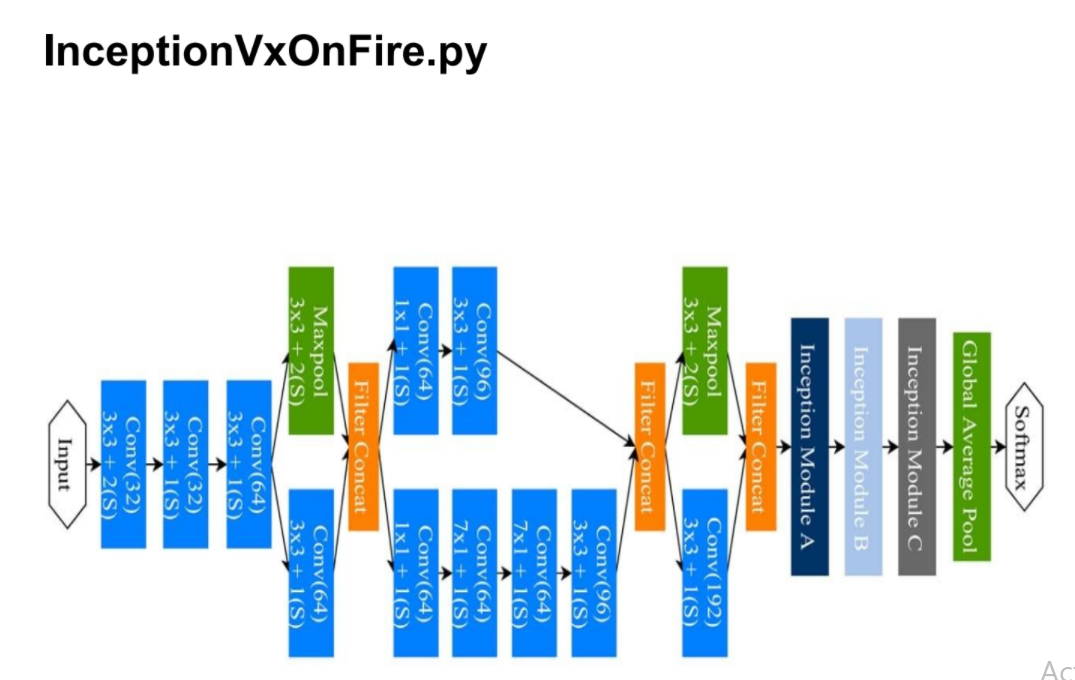 InceptionVxOnFire.py
Input
Conv(32)
3x3 + 2(S)
Conv(32)
3x3 + 1(S)
Conv(64)
3x3 + 1(S)
Maxpool
3x3 + 2(S)
Conv(64)
3x3 + 1(S)
Filter Concat
Conv(64)
1x1 + 1(S)
Conv(96)
3x3 + 1(S)
Conv(64)
1x1 + 1(S)
Conv(64)
7x1 + 1(S)
Conv(64)
7x1 + 1(S)
Conv(96)
3x3 + 1(S)
Filter Concat
Maxpool
3x3 + 2(S)
Conv(192)
3x3 + 1(S)
Filter Concat
Inception Module A
Inception Module B
Inception Module C
Global Average Pool
Softmax